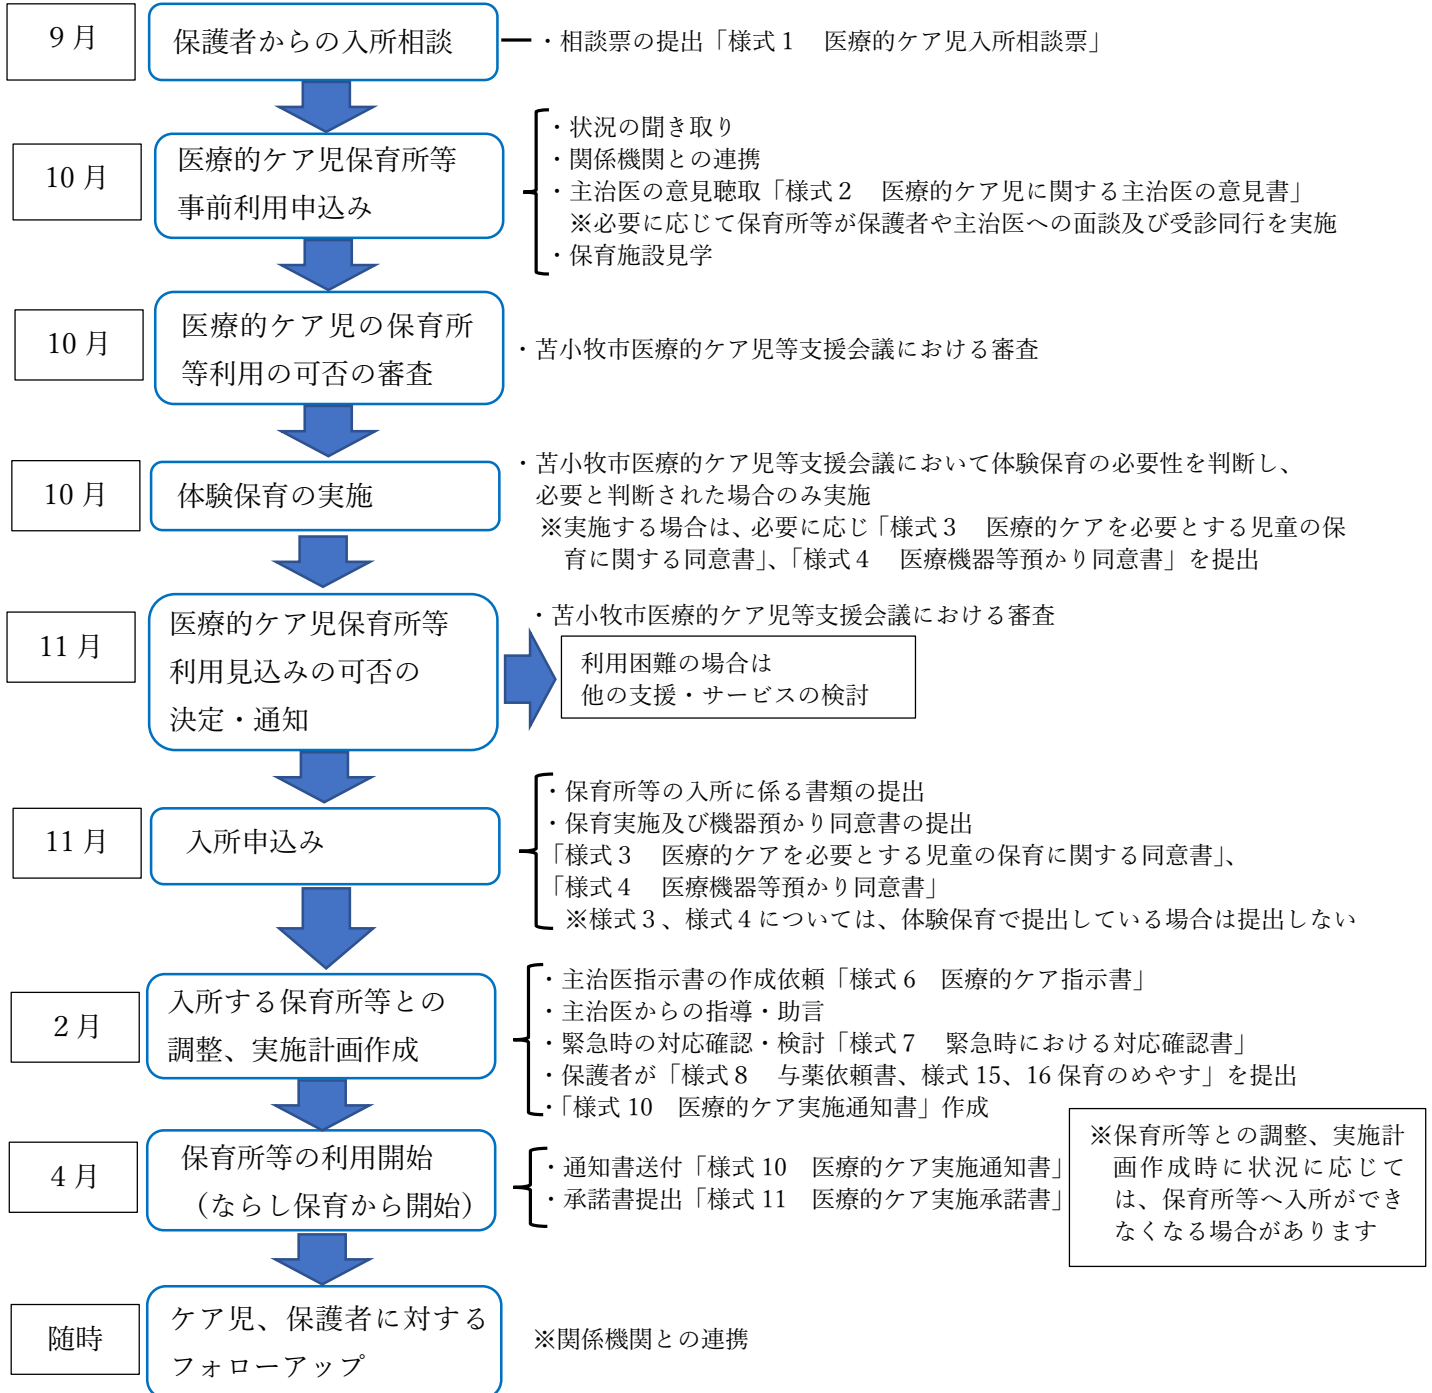 9月
保護者からの入所相談
・相談票の提出「様式1　医療的ケア児入所相談票」
10月
医療的ケア児保育所等
事前利用申込み
・状況の聞き取り
・関係機関との連携
・主治医の意見聴取「様式2　医療的ケア児に関する主治医の意見書」
※必要に応じて保育所等が保護者や主治医への面談及び受診同行を実施
・保育施設見学
10月
医療的ケア児の保育所
等利用の可否の審査
・苫小牧市医療的ケア児等支援会議における審査
10月
体験保育の実施
・苫小牧市医療的ケア児等支援会議において体験保育の必要性を判断し、
必要と判断された場合のみ実施
※実施する場合は、必要に応じ「様式3　医療的ケアを必要とする児童の保
育に関する同意書」、「様式4　医療機器等預かり同意書」を提出
11月
医療的ケア児保育所等
利用見込みの可否の
決定・通知
・苫小牧市医療的ケア児等支援会議における審査
利用困難の場合は
他の支援・サービスの検討
11月
入所申込み
・保育所等の入所に係る書類の提出
・保育実施及び機器預かり同意書の提出
「様式3　医療的ケアを必要とする児童の保育に関する同意書」、
「様式4　医療機器等預かり同意書」
※様式3、様式4については、体験保育で提出している場合は提出しない
2月
入所する保育所等との
調整、実施計画作成
・主治医指示書の作成依頼「様式6　医療的ケア指示書」
・主治医からの指導・助言
・緊急時の対応確認・検討「様式7　緊急時における対応確認書」
・保護者が「様式8　与薬依頼書、様式15、16保育のめやす」を提出
・「様式10　医療的ケア実施通知書」作成
4月
保育所等の利用開始
（ならし保育から開始）
・通知書送付「様式10　医療的ケア実施通知書」
・承諾書提出「様式11　医療的ケア実施承諾書」
※保育所等との調整、実施計
画作成時に状況に応じて
は、保育所等へ入所ができ
なくなる場合があります
随時
ケア児、保護者に対する
フォローアップ
※関係機関との連携